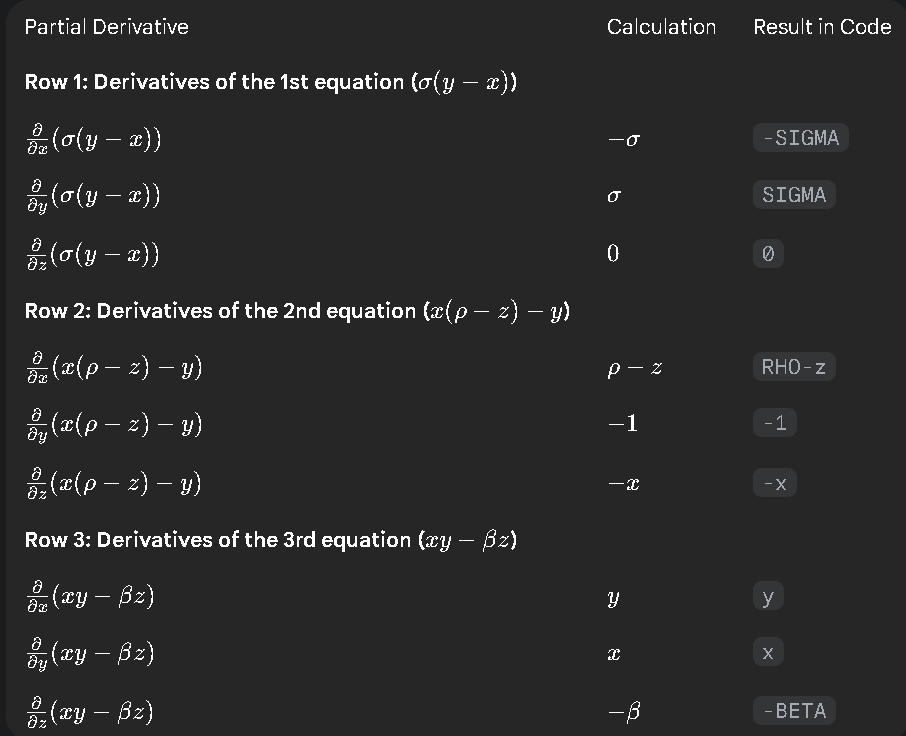 Partial Derivative Calculation Result in Code
Row 1: Derivatives of the 1st equation (σ(y − x))
∂/∂x (σ(y − x)) −σ -SIGMA
∂/∂y (σ(y − x)) σ SIGMA
∂/∂z (σ(y − x)) 0 0
Row 2: Derivatives of the 2nd equation (x(ρ − z) − y)
∂/∂x (x(ρ − z) − y) ρ − z RHO-z
∂/∂y (x(ρ − z) − y) −1 -1
∂/∂z (x(ρ − z) − y) −x -x
Row 3: Derivatives of the 3rd equation (xy − βz)
∂/∂x (xy − βz) y y
∂/∂y (xy − βz) x x
∂/∂z (xy − βz) −β -BETA